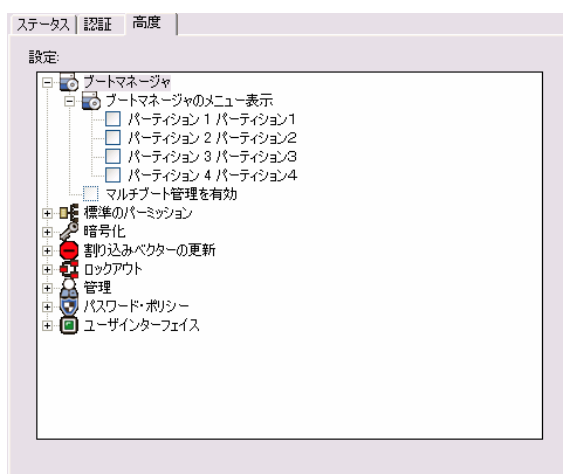 ステータス 認証 高度
設定:
ブートマネージャ
ブートマネージャのメニュー表示
パーティション 1 パーティション1
パーティション 2 パーティション2
パーティション 3 パーティション3
パーティション 4 パーティション4
マルチブート管理を有効
標準のパーミッション
暗号化
割り込みベクターの更新
ロックアウト
管理
パスワード・ポリシー
ユーザインターフェイス